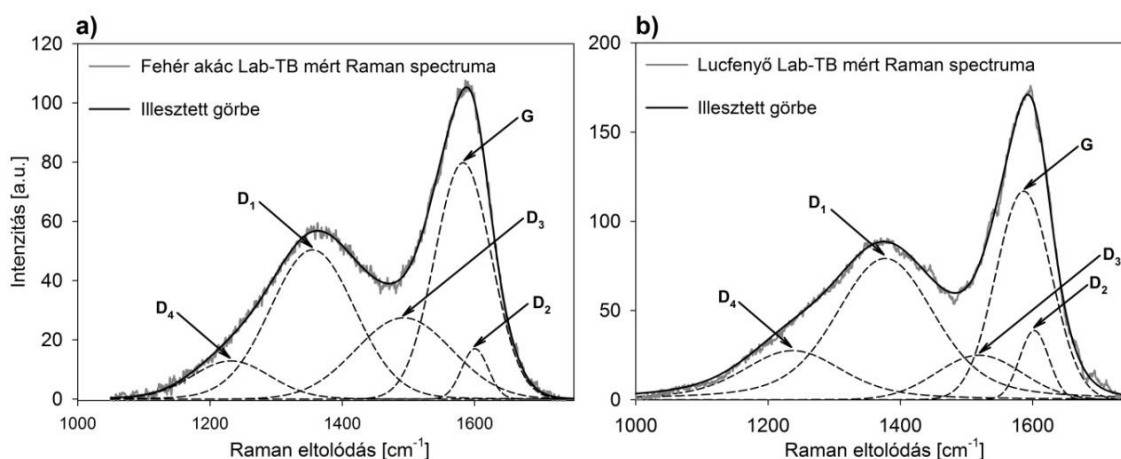 a)
120
100
80
60
40
20
0
Intenzitás [a.u.]
Fehér akác Lab-TB mért Raman spectruma
Illesztett görbe
G
D1
D3
D4
D2
1000 1200 1400 1600
Raman eltolódás [cm-1]
b)
200
150
100
50
0
Lucfenyő Lab-TB mért Raman spectruma
Illesztett görbe
G
D1
D3
D4
D2
1000 1200 1400 1600
Raman eltolódás [cm-1]